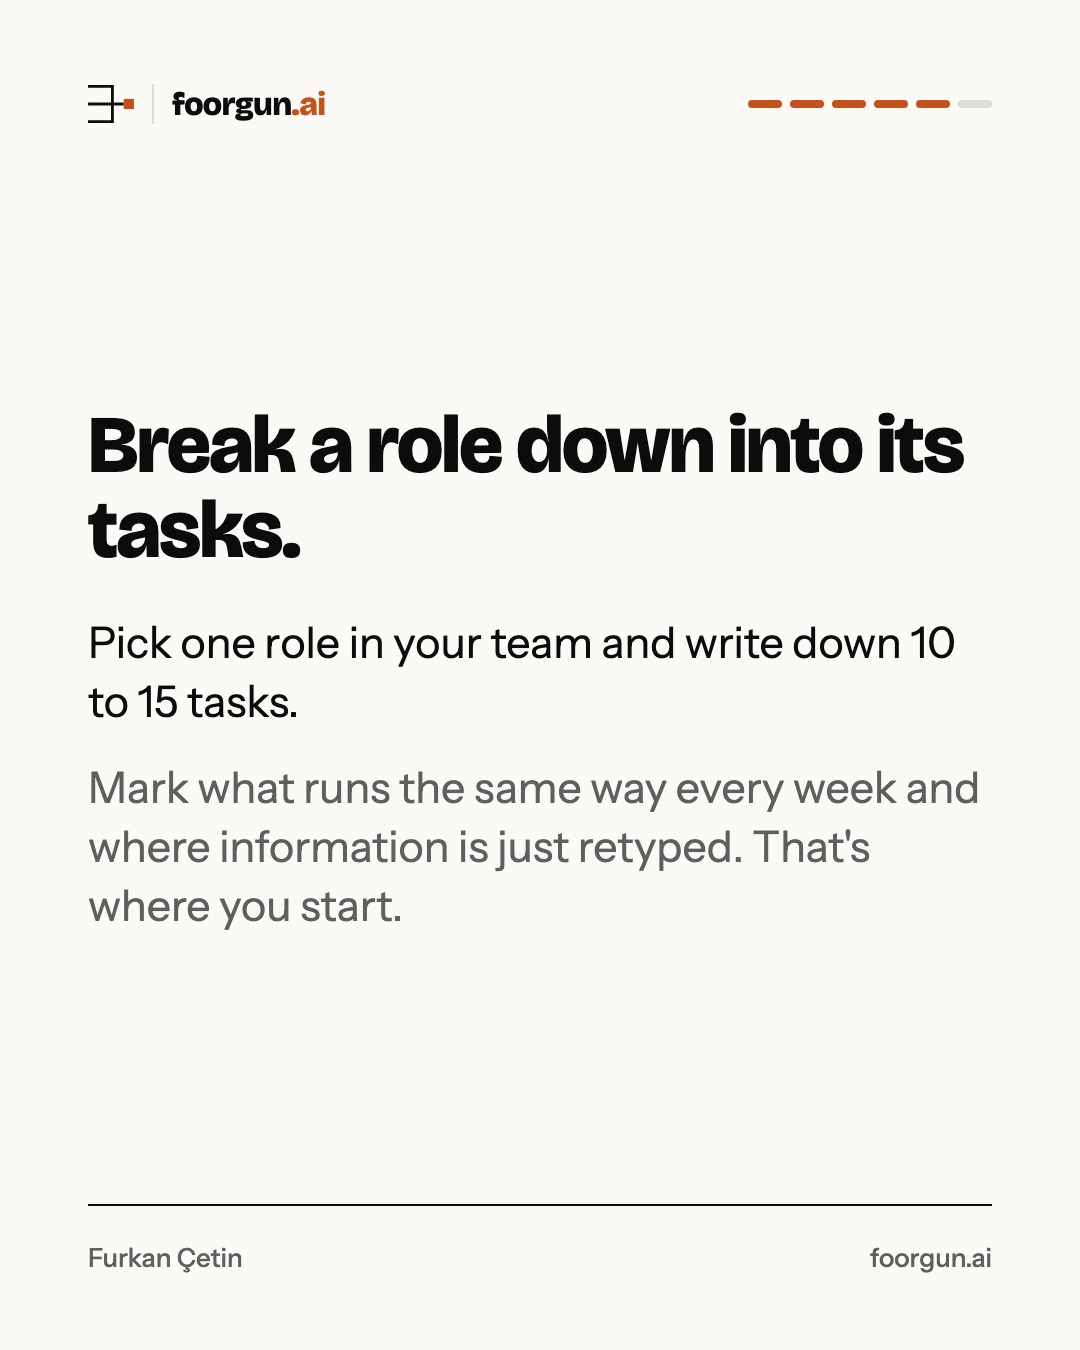 foorgun.ai
Break a role down into its
tasks.
Pick one role in your team and write down 10
to 15 tasks.
Mark what runs the same way every week and
where information is just retyped. That's
where you start.
Furkan Çetin
foorgun.ai